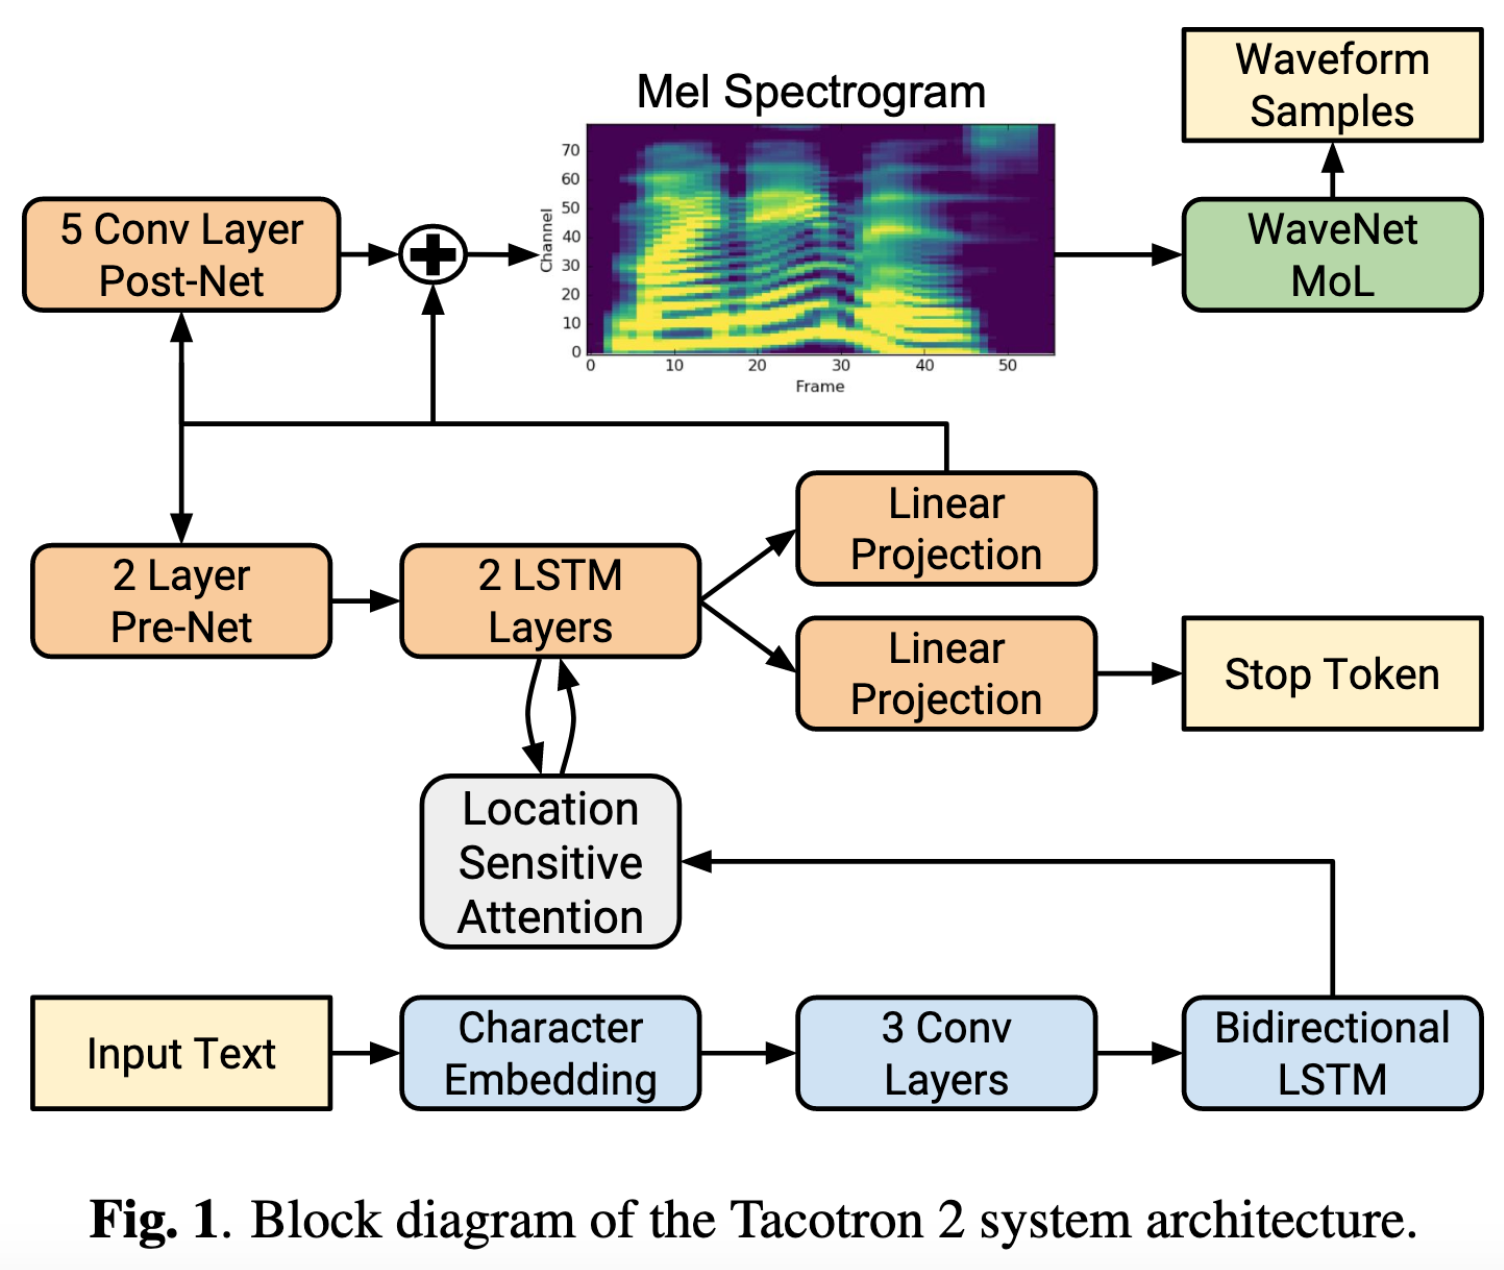 Waveform
Samples
Mel Spectrogram
5 Conv Layer
Post-Net
WaveNet
MoL
Channel
70
60
50
40
30
20
10
0
0 10 20 30 40 50
Frame
Linear
Projection
2 Layer
Pre-Net
2 LSTM
Layers
Linear
Projection
Stop Token
Location
Sensitive
Attention
Input Text
Character
Embedding
3 Conv
Layers
Bidirectional
LSTM
Fig. 1. Block diagram of the Tacotron 2 system architecture.